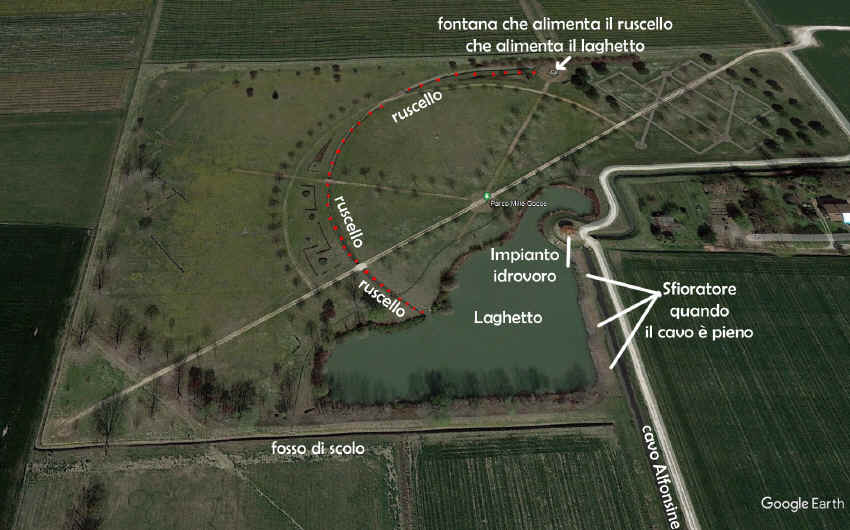 fontana che alimenta il ruscello
che alimenta il laghetto
ruscello
ruscello
Parco Mille Gocce
ruscello
Impianto
idrovoro
Laghetto
Sfioratore
quando
il cavo è pieno
cavo Alfonsine
fosso di scolo
Google Earth